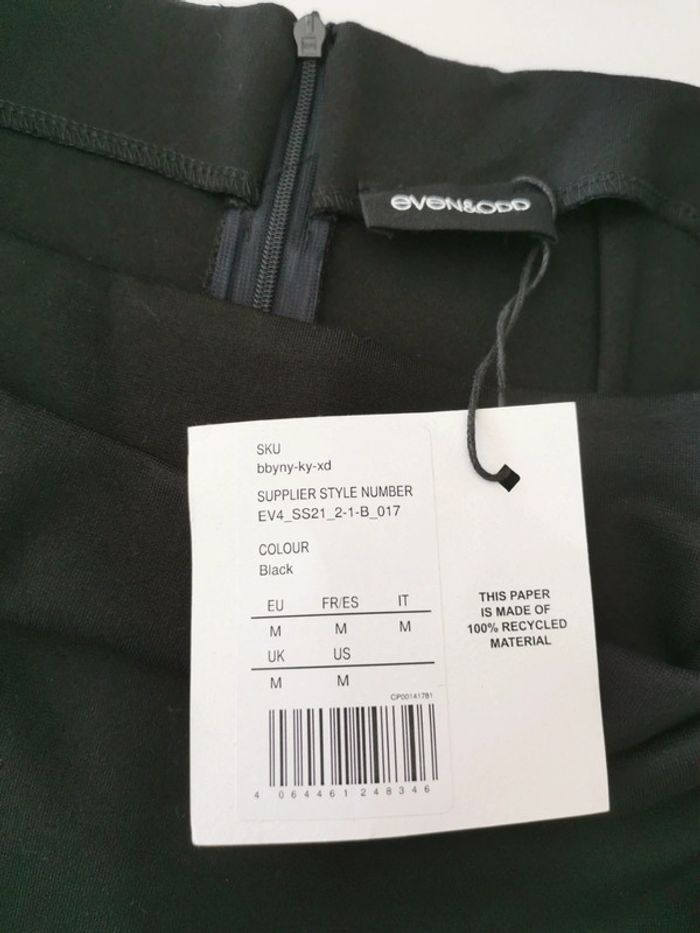 eVeN&ODD
SKU
bbyny-ky-xd
SUPPLIER STYLE NUMBER
EV4_SS21_2-1-B_017
COLOUR
Black
EU FR/ES IT
M M M
UK US
M M
CP00141781
4 064461 248346
THIS PAPER
IS MADE OF
100% RECYCLED
MATERIAL